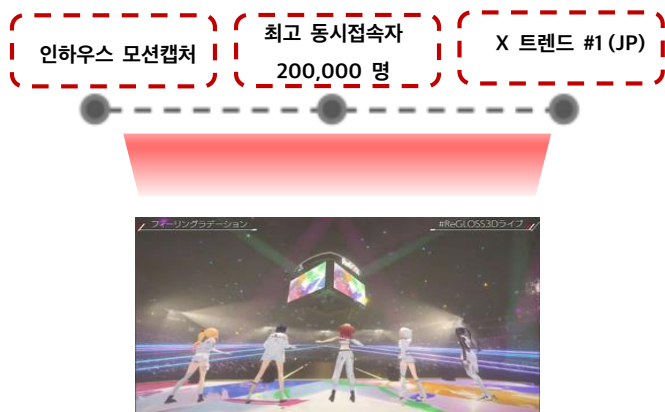 인하우스 모션캡처
최고 동시접속자
200,000 명
X 트렌드 #1 (JP)
フィーリングラデーション
#ReGLOSS3Dライブ